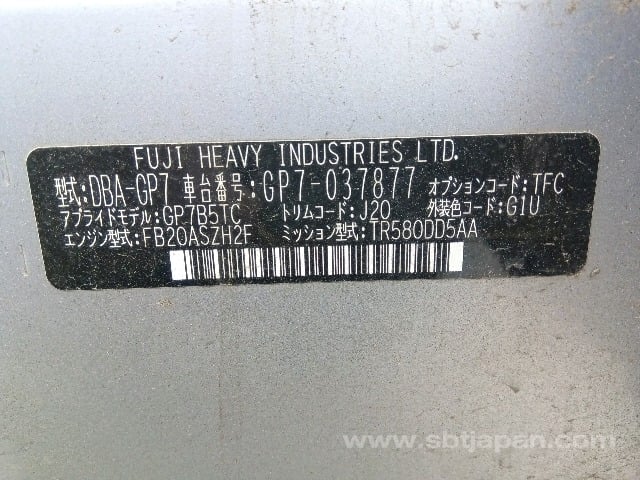 FUJI HEAVY INDUSTRIES LTD.
型式:DBA-GP7 車台番号:GP7-037877 オプションコード:TFC
アプライドモデル:GP7B5TC トリムコード:J20 外装色コード:G1U
エンジン型式:FB20ASZH2F ミッション型式:TR580DD5AA
www.sbtjapan.com